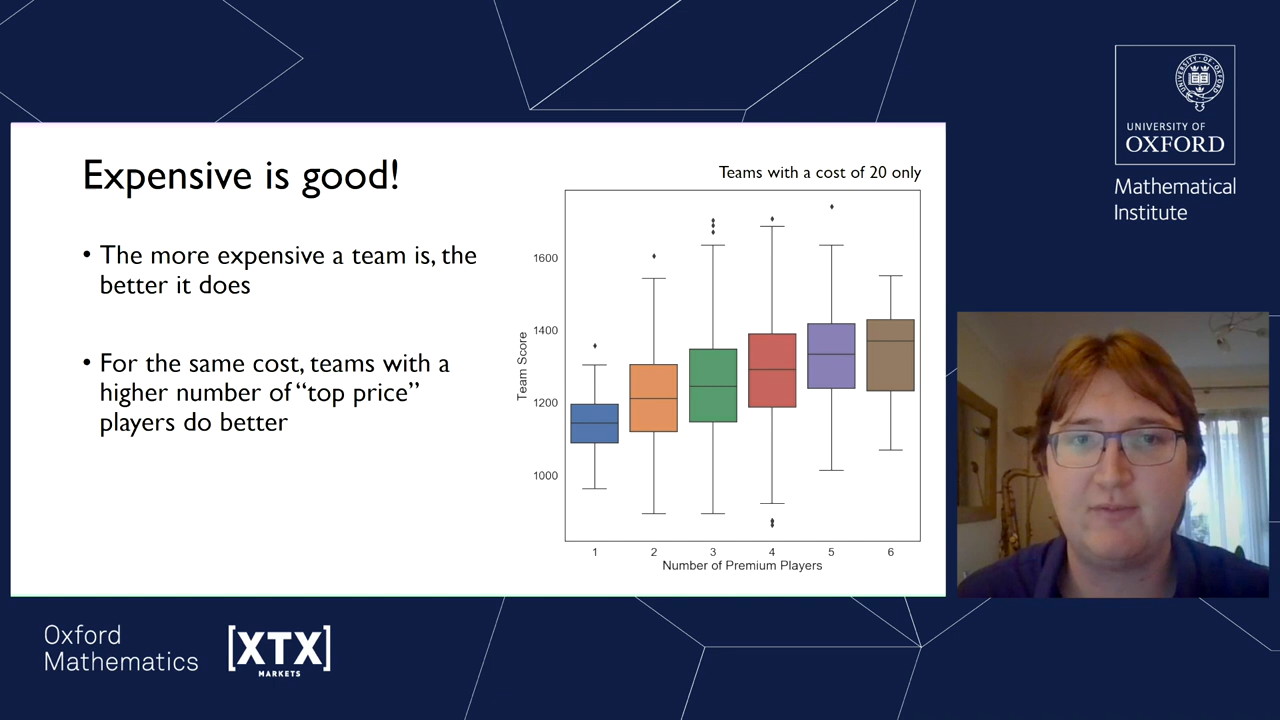 Expensive is good!
• The more expensive a team is, the
better it does
• For the same cost, teams with a
higher number of “top price”
players do better
Teams with a cost of 20 only
Team Score
1600
1400
1200
1000
1 2 3 4 5 6
Number of Premium Players
UNIVERSITY OF
OXFORD
Mathematical
Institute
Oxford
Mathematics
[XTX]
MARKETS